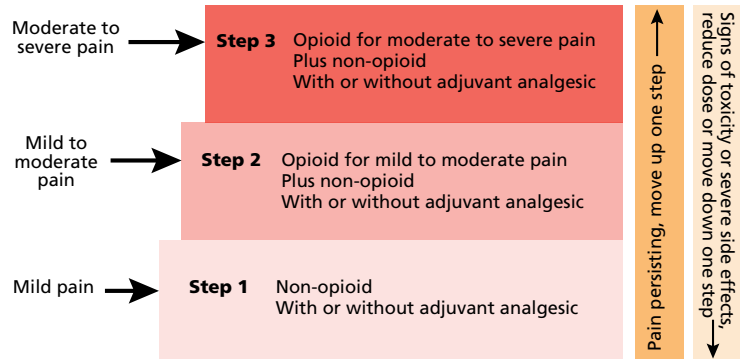 Moderate to
severe pain
Step 3 Opioid for moderate to severe pain
Plus non-opioid
With or without adjuvant analgesic
Mild to
moderate
pain
Step 2 Opioid for mild to moderate pain
Plus non-opioid
With or without adjuvant analgesic
Mild pain
Step 1 Non-opioid
With or without adjuvant analgesic
Pain persisting, move up one step
Signs of toxicity or severe side effects,
reduce dose or move down one step